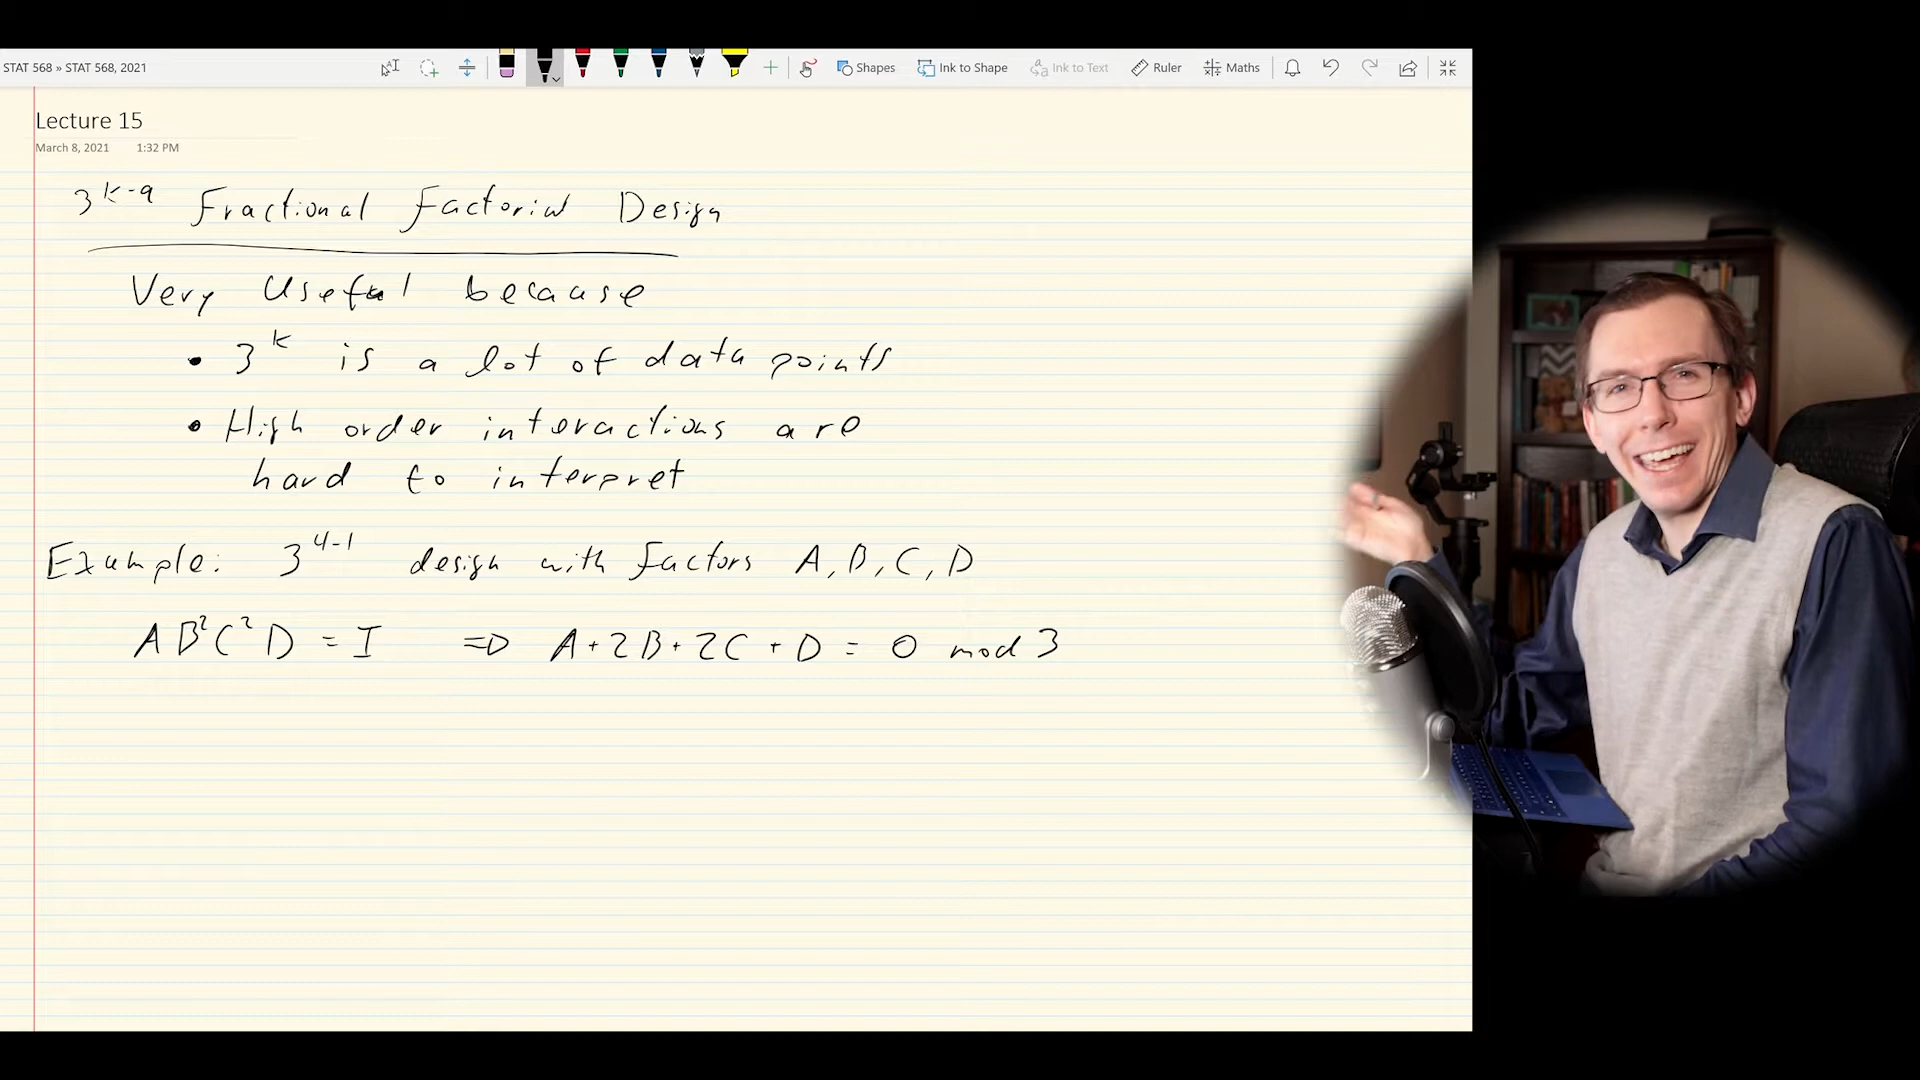 STAT 568 » STAT 568, 2021
Shapes Ink to Shape Ink to Text Ruler Maths
Lecture 15
March 8, 2021 1:32 PM
3^{k-q} Fractional Factorial Design
Very Useful because
• 3^k is a lot of data points
• High order interactions are
hard to interpret
Example: 3^{4-1} design with factors A, B, C, D
AB²C²D = I ⇒ A+2B+2C+D = 0 mod 3